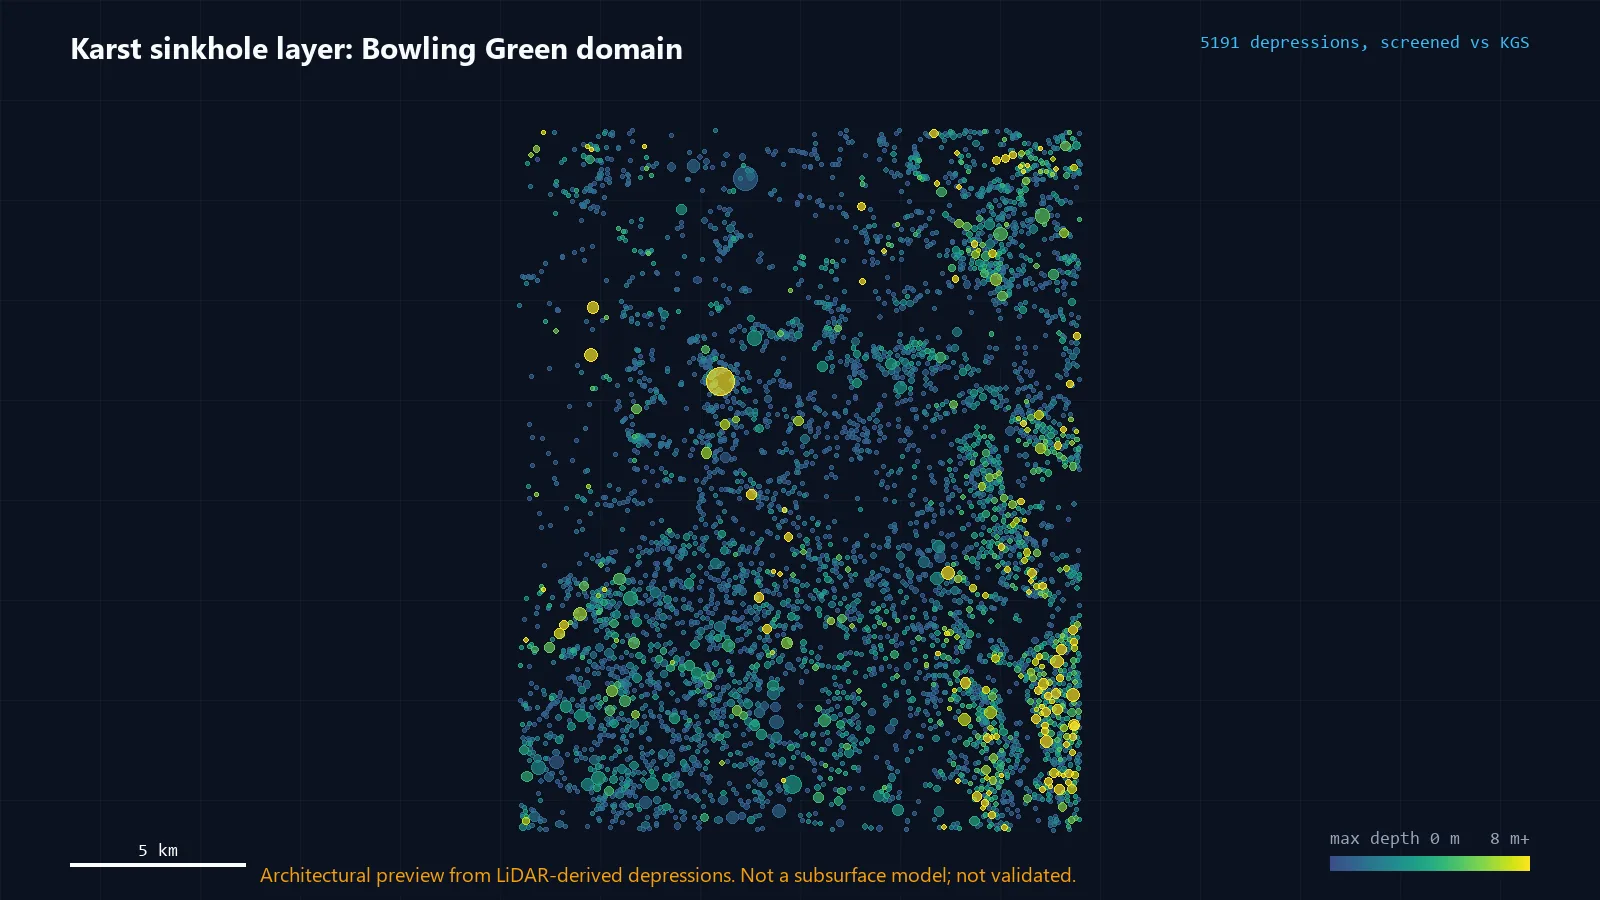 Karst sinkhole layer: Bowling Green domain
5191 depressions, screened vs KGS
5 km
Architectural preview from LiDAR-derived depressions. Not a subsurface model; not validated.
max depth 0 m 8 m+